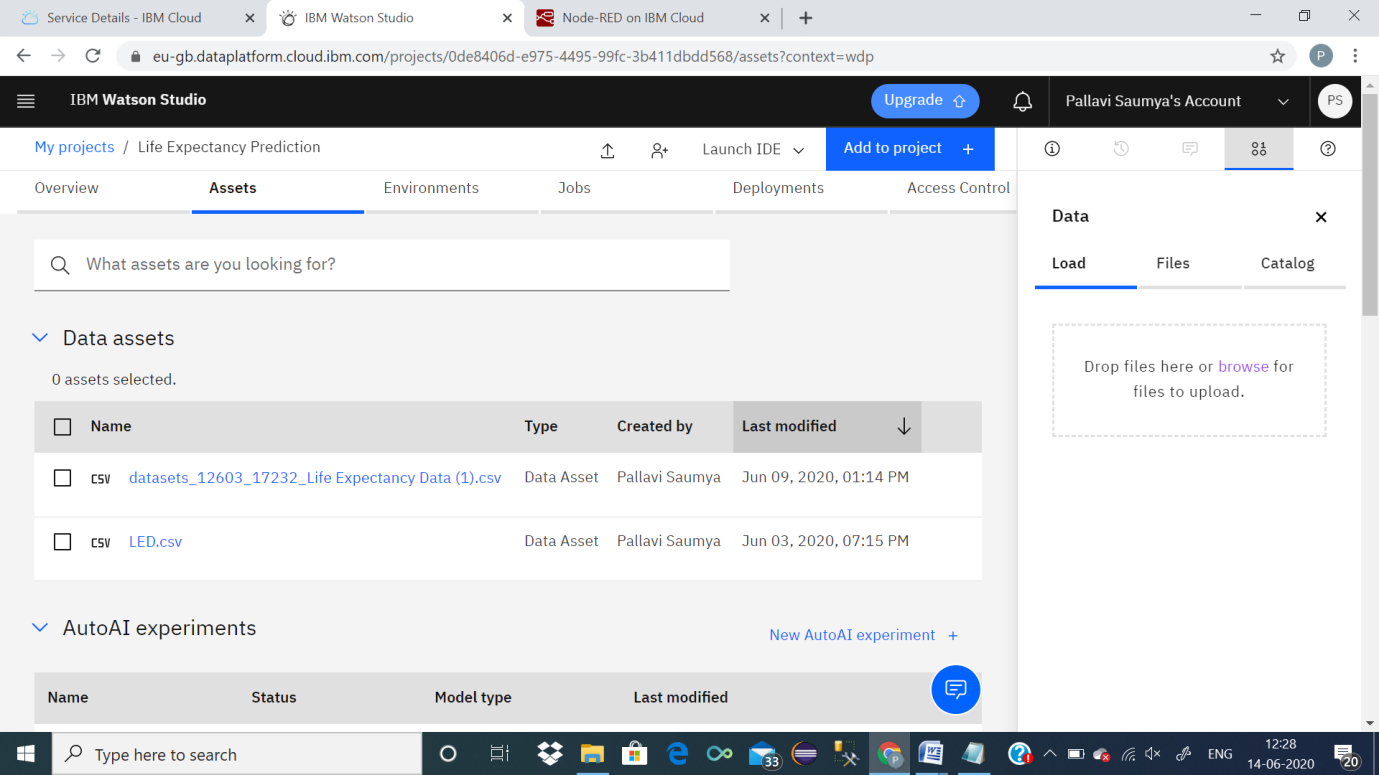 Service Details - IBM Cloud
IBM Watson Studio
Node-RED on IBM Cloud
eu-gb.dataplatform.cloud.ibm.com/projects/0de8406d-e975-4495-99fc-3b411dbdd568/assets?context=wdp
P
IBM Watson Studio
Upgrade
Pallavi Saumya's Account
PS
My projects / Life Expectancy Prediction
Launch IDE
Add to project +
Overview
Assets
Environments
Jobs
Deployments
Access Control
Data
Load
Files
Catalog
Drop files here or browse for
files to upload.
What assets are you looking for?
Data assets
0 assets selected.
Name Type Created by Last modified
CSV datasets_12603_17232_Life Expectancy Data (1).csv Data Asset Pallavi Saumya Jun 09, 2020, 01:14 PM
CSV LED.csv Data Asset Pallavi Saumya Jun 03, 2020, 07:15 PM
AutoAI experiments
New AutoAI experiment +
Name Status Model type Last modified
Type here to search
33
P
ENG
12:28
14-06-2020
20